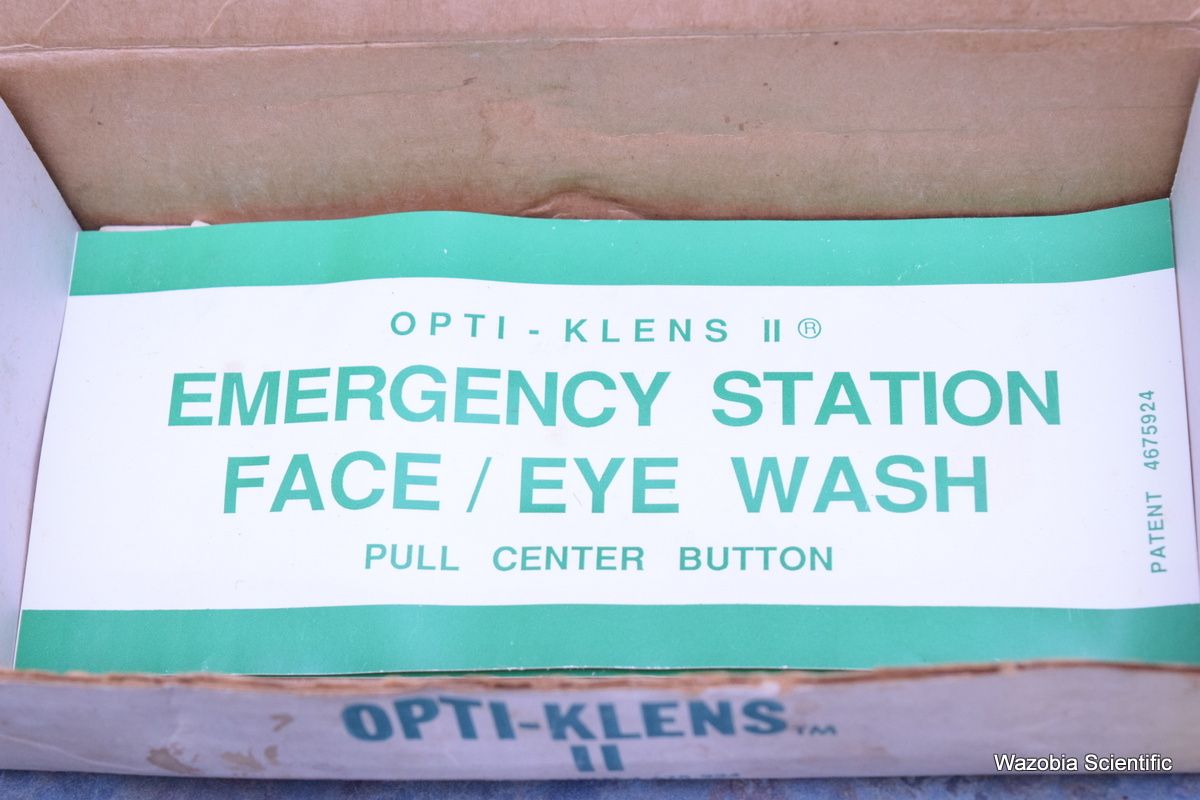 OPTI - KLENS II ®
EMERGENCY STATION
FACE / EYE WASH
PULL CENTER BUTTON
PATENT 4675924
OPTI-KLENS™
II
Wazobia Scientific